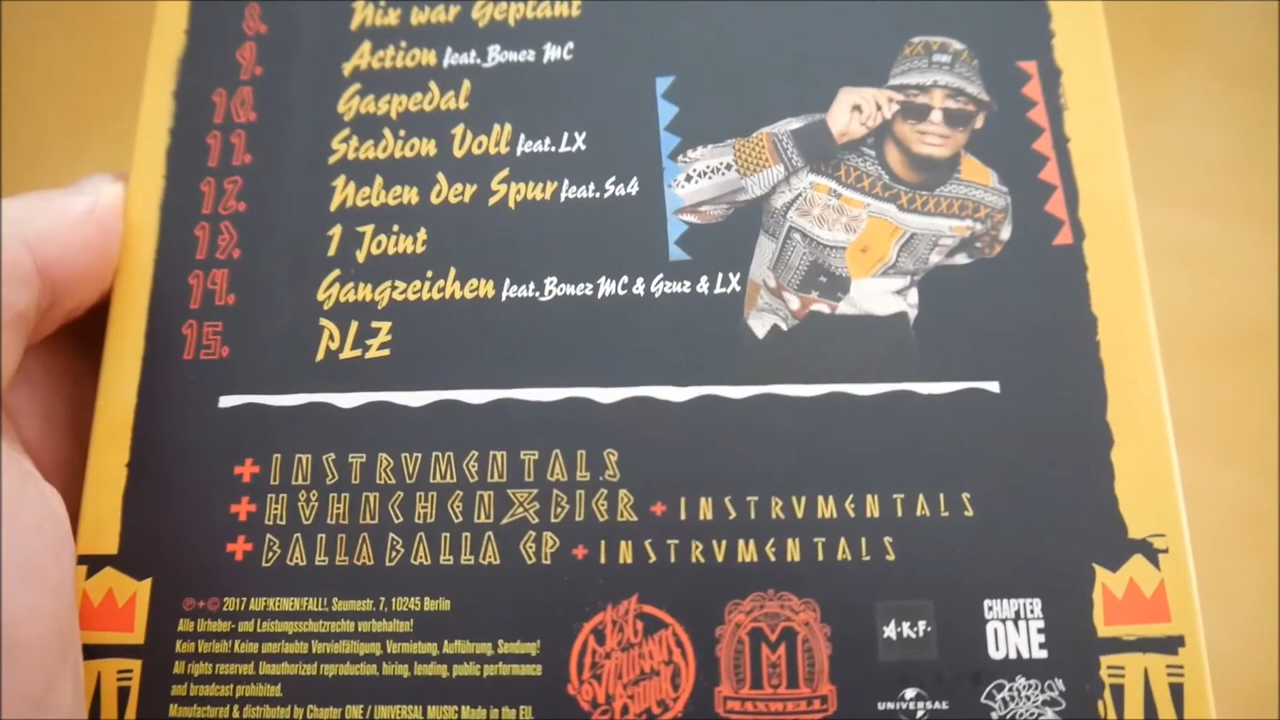 8. Nix war Geplant
9. Action feat. Bonez MC
10. Gaspedal
11. Stadion Voll feat. LX
12. Neben der Spur feat. Sa4
13. 1 Joint
14. Gangzeichen feat. Bonez MC & Gzuz & LX
15. PLZ
+ INSTRVMENTALS
+ HÜHNCHEN & BIER + INSTRVMENTALS
+ BALLA BALLA EP + INSTRVMENTALS
℗ + © 2017 AUF!KEINEN!FALL!, Seumestr. 7, 10245 Berlin
Alle Urheber- und Leistungsschutzrechte vorbehalten!
Kein Verleih! Keine unerlaubte Vervielfältigung, Vermietung, Aufführung, Sendung!
All rights reserved. Unauthorized reproduction, hiring, lending, public performance
and broadcast prohibited.
Manufactured & distributed by Chapter ONE / UNIVERSAL MUSIC Made in the EU.
M
MAXWELL
A.K.F.
CHAPTER
ONE
UNIVERSAL